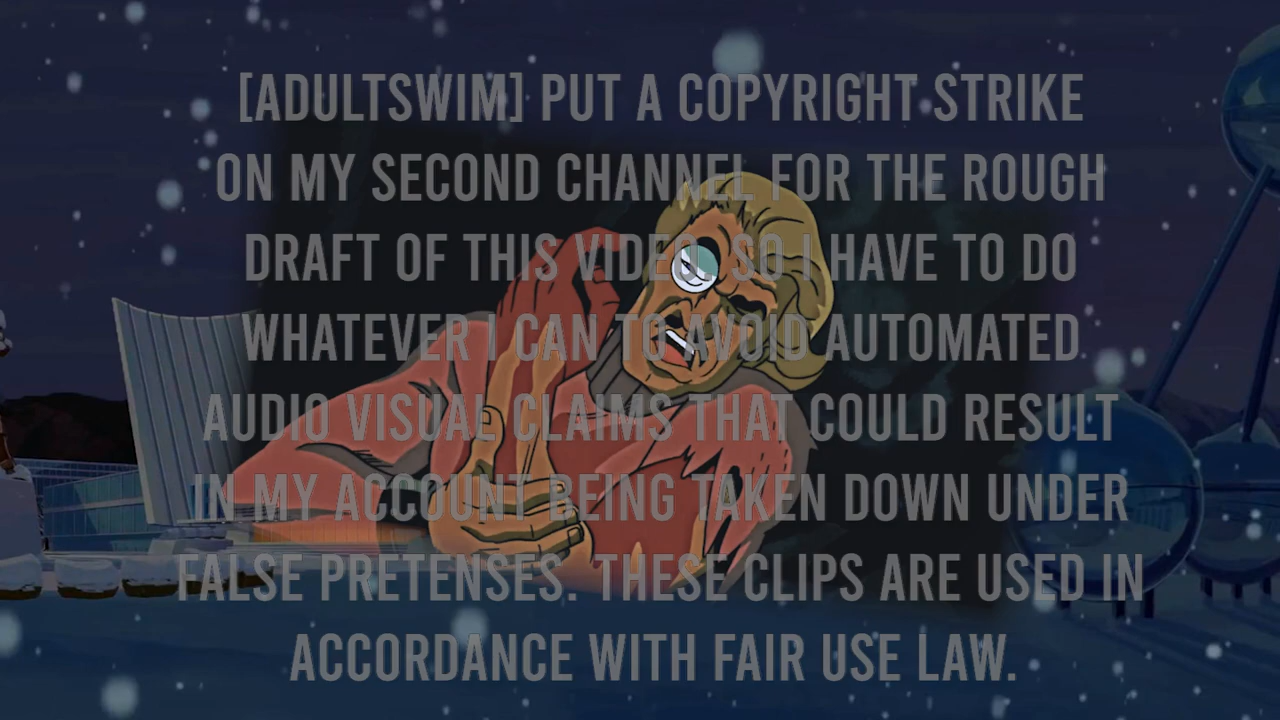 [ADULTSWIM] PUT A COPYRIGHT STRIKE
ON MY SECOND CHANNEL FOR THE ROUGH
DRAFT OF THIS VIDEO, SO I HAVE TO DO
WHATEVER I CAN TO AVOID AUTOMATED
AUDIO VISUAL CLAIMS THAT COULD RESULT
IN MY ACCOUNT BEING TAKEN DOWN UNDER
FALSE PRETENSES. THESE CLIPS ARE USED IN
ACCORDANCE WITH FAIR USE LAW.